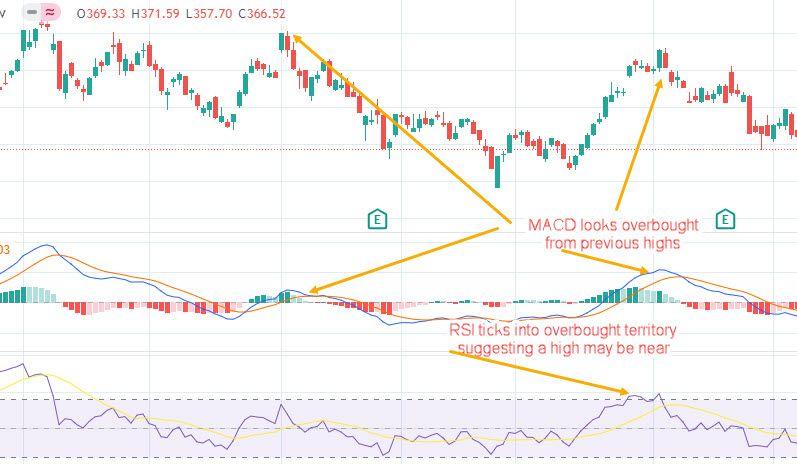 O369.33 H371.59 L357.70 C366.52
E
E
MACD looks overbought
from previous highs
03
RSI ticks into overbought territory
suggesting a high may be near